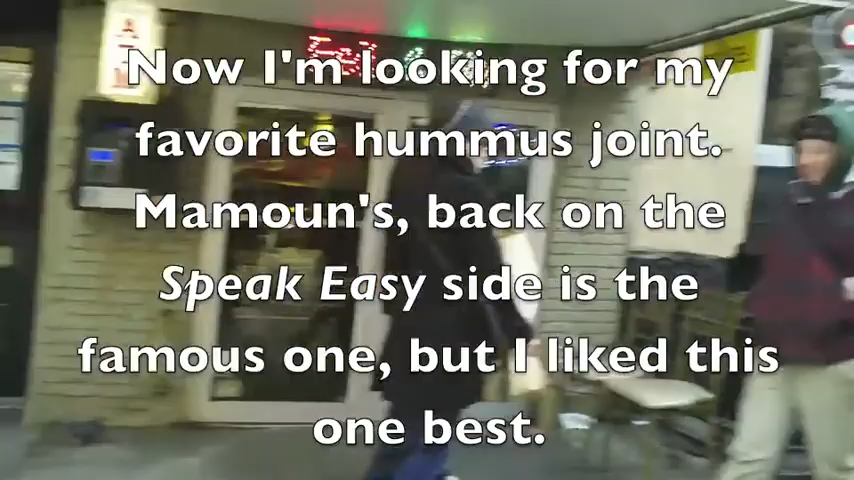 Now I'm looking for my
favorite hummus joint.
Mamoun's, back on the
Speak Easy side is the
famous one, but I liked this
one best.